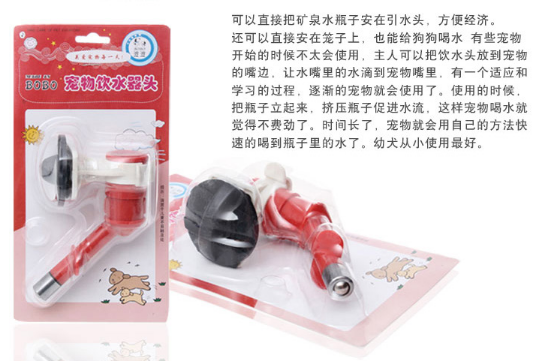 可以直接把矿泉水瓶子安在引水头，方便经济。
还可以直接安在笼子上，也能给狗狗喝水 有些宠物
开始的时候不太会使用，主人可以把饮水头放到宠物
的嘴边，让水嘴里的水滴到宠物嘴里，有一个适应和
学习的过程，逐渐的宠物就会使用了。使用的时候，
把瓶子立起来，挤压瓶子促进水流，这样宠物喝水就
觉得不费劲了。时间长了，宠物就会用自己的方法快
速的喝到瓶子里的水了。幼犬从小使用最好。
BOBO
宠物饮水器头